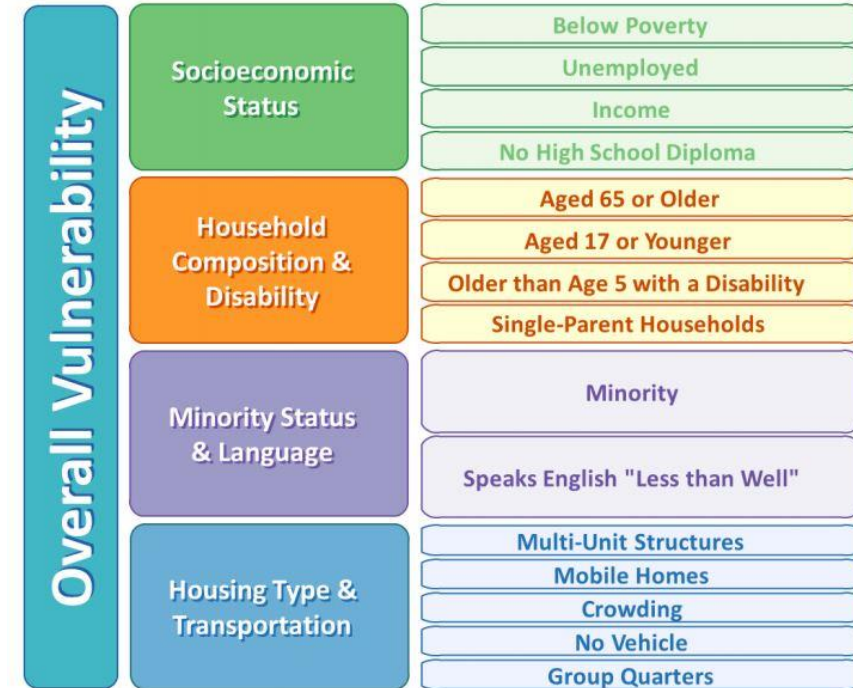 Overall Vulnerability
Socioeconomic
Status
Below Poverty
Unemployed
Income
No High School Diploma
Household
Composition &
Disability
Aged 65 or Older
Aged 17 or Younger
Older than Age 5 with a Disability
Single-Parent Households
Minority Status
& Language
Minority
Speaks English "Less than Well"
Housing Type &
Transportation
Multi-Unit Structures
Mobile Homes
Crowding
No Vehicle
Group Quarters